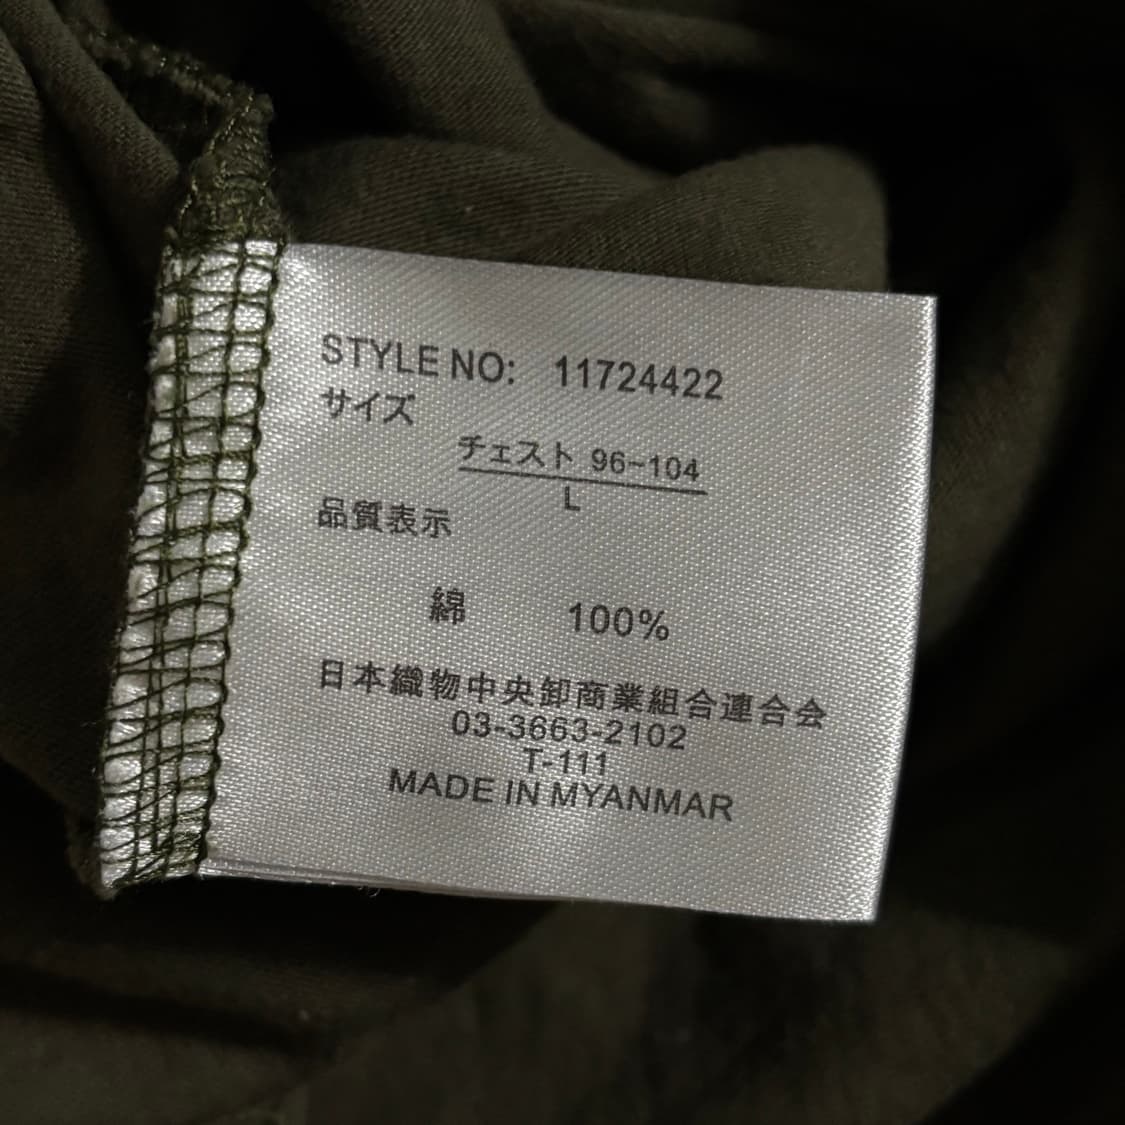 STYLE NO: 11724422
サイズ
チェスト 96-104
L
品質表示
綿 100%
日本織物中央卸商業組合連合会
03-3663-2102
T-111
MADE IN MYANMAR